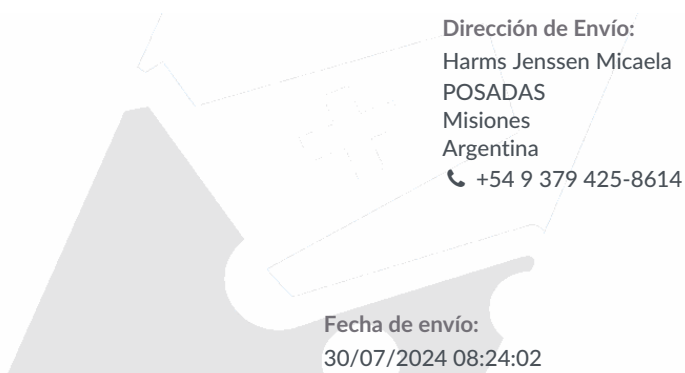 Dirección de Envío:
Harms Jenssen Micaela
POSADAS
Misiones
Argentina
+54 9 379 425-8614
Fecha de envío:
30/07/2024 08:24:02